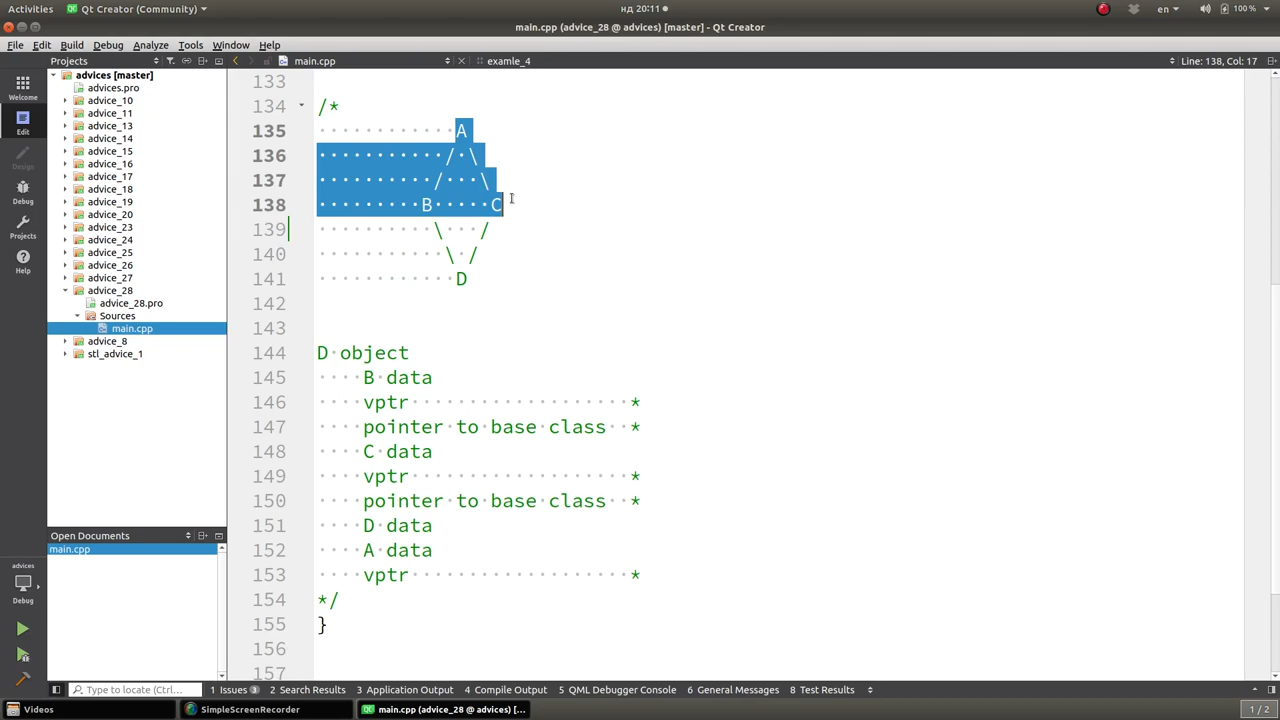 Activities Qt Creator (Community) нд 20:11 en 100 %
main.cpp (advice_28 @ advices) [master] - Qt Creator
File Edit Build Debug Analyze Tools Window Help
Projects main.cpp examle_4 Line: 138, Col: 17
Welcome
Edit
Design
Debug
Projects
Help
advices
Debug
advices [master]
advices.pro
advice_10
advice_11
advice_13
advice_14
advice_15
advice_16
advice_17
advice_18
advice_19
advice_20
advice_23
advice_24
advice_25
advice_26
advice_27
advice_28
advice_28.pro
Sources
main.cpp
advice_8
stl_advice_1
Open Documents
main.cpp
133
134 /*
135 ············A
136 ···········/·\
137 ··········/···\
138 ·········B·····C
139 ··········\···/
140 ···········\·/
141 ············D
142
143
144 D·object
145 ····B·data
146 ····vptr···················*
147 ····pointer·to·base·class··*
148 ····C·data
149 ····vptr···················*
150 ····pointer·to·base·class··*
151 ····D·data
152 ····A·data
153 ····vptr···················*
154 */
155 }
156
157
Type to locate (Ctrl... 1 Issues 3 2 Search Results 3 Application Output 4 Compile Output 5 QML Debugger Console 6 General Messages 8 Test Results
Videos SimpleScreenRecorder main.cpp (advice_28 @ advices) [... 1 / 2